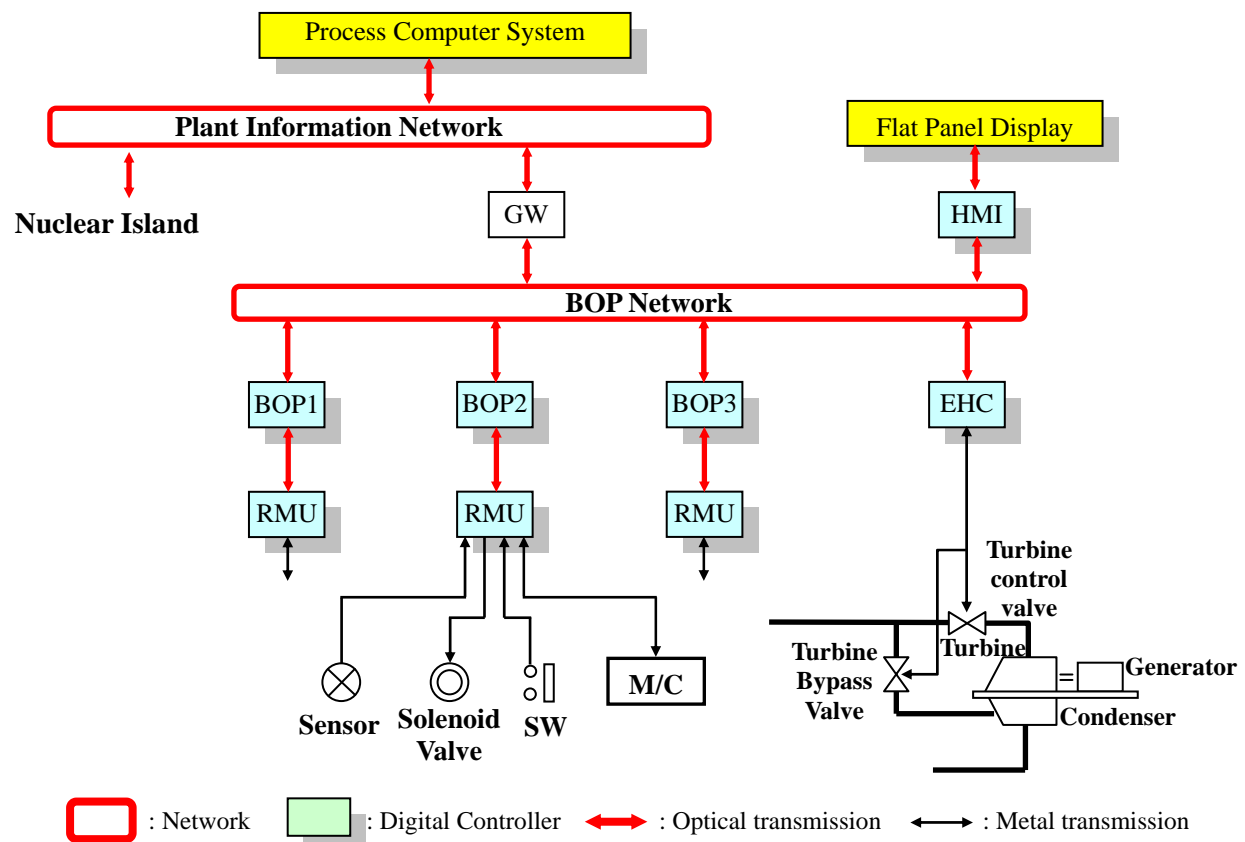 Process Computer System
Plant Information Network
Flat Panel Display
Nuclear Island
GW
HMI
BOP Network
BOP1
BOP2
BOP3
EHC
RMU
RMU
RMU
Turbine
control
valve
Turbine
Turbine
Bypass
Valve
Generator
Condenser
Sensor
Solenoid
Valve
SW
M/C
=
: Network
: Digital Controller
: Optical transmission
: Metal transmission